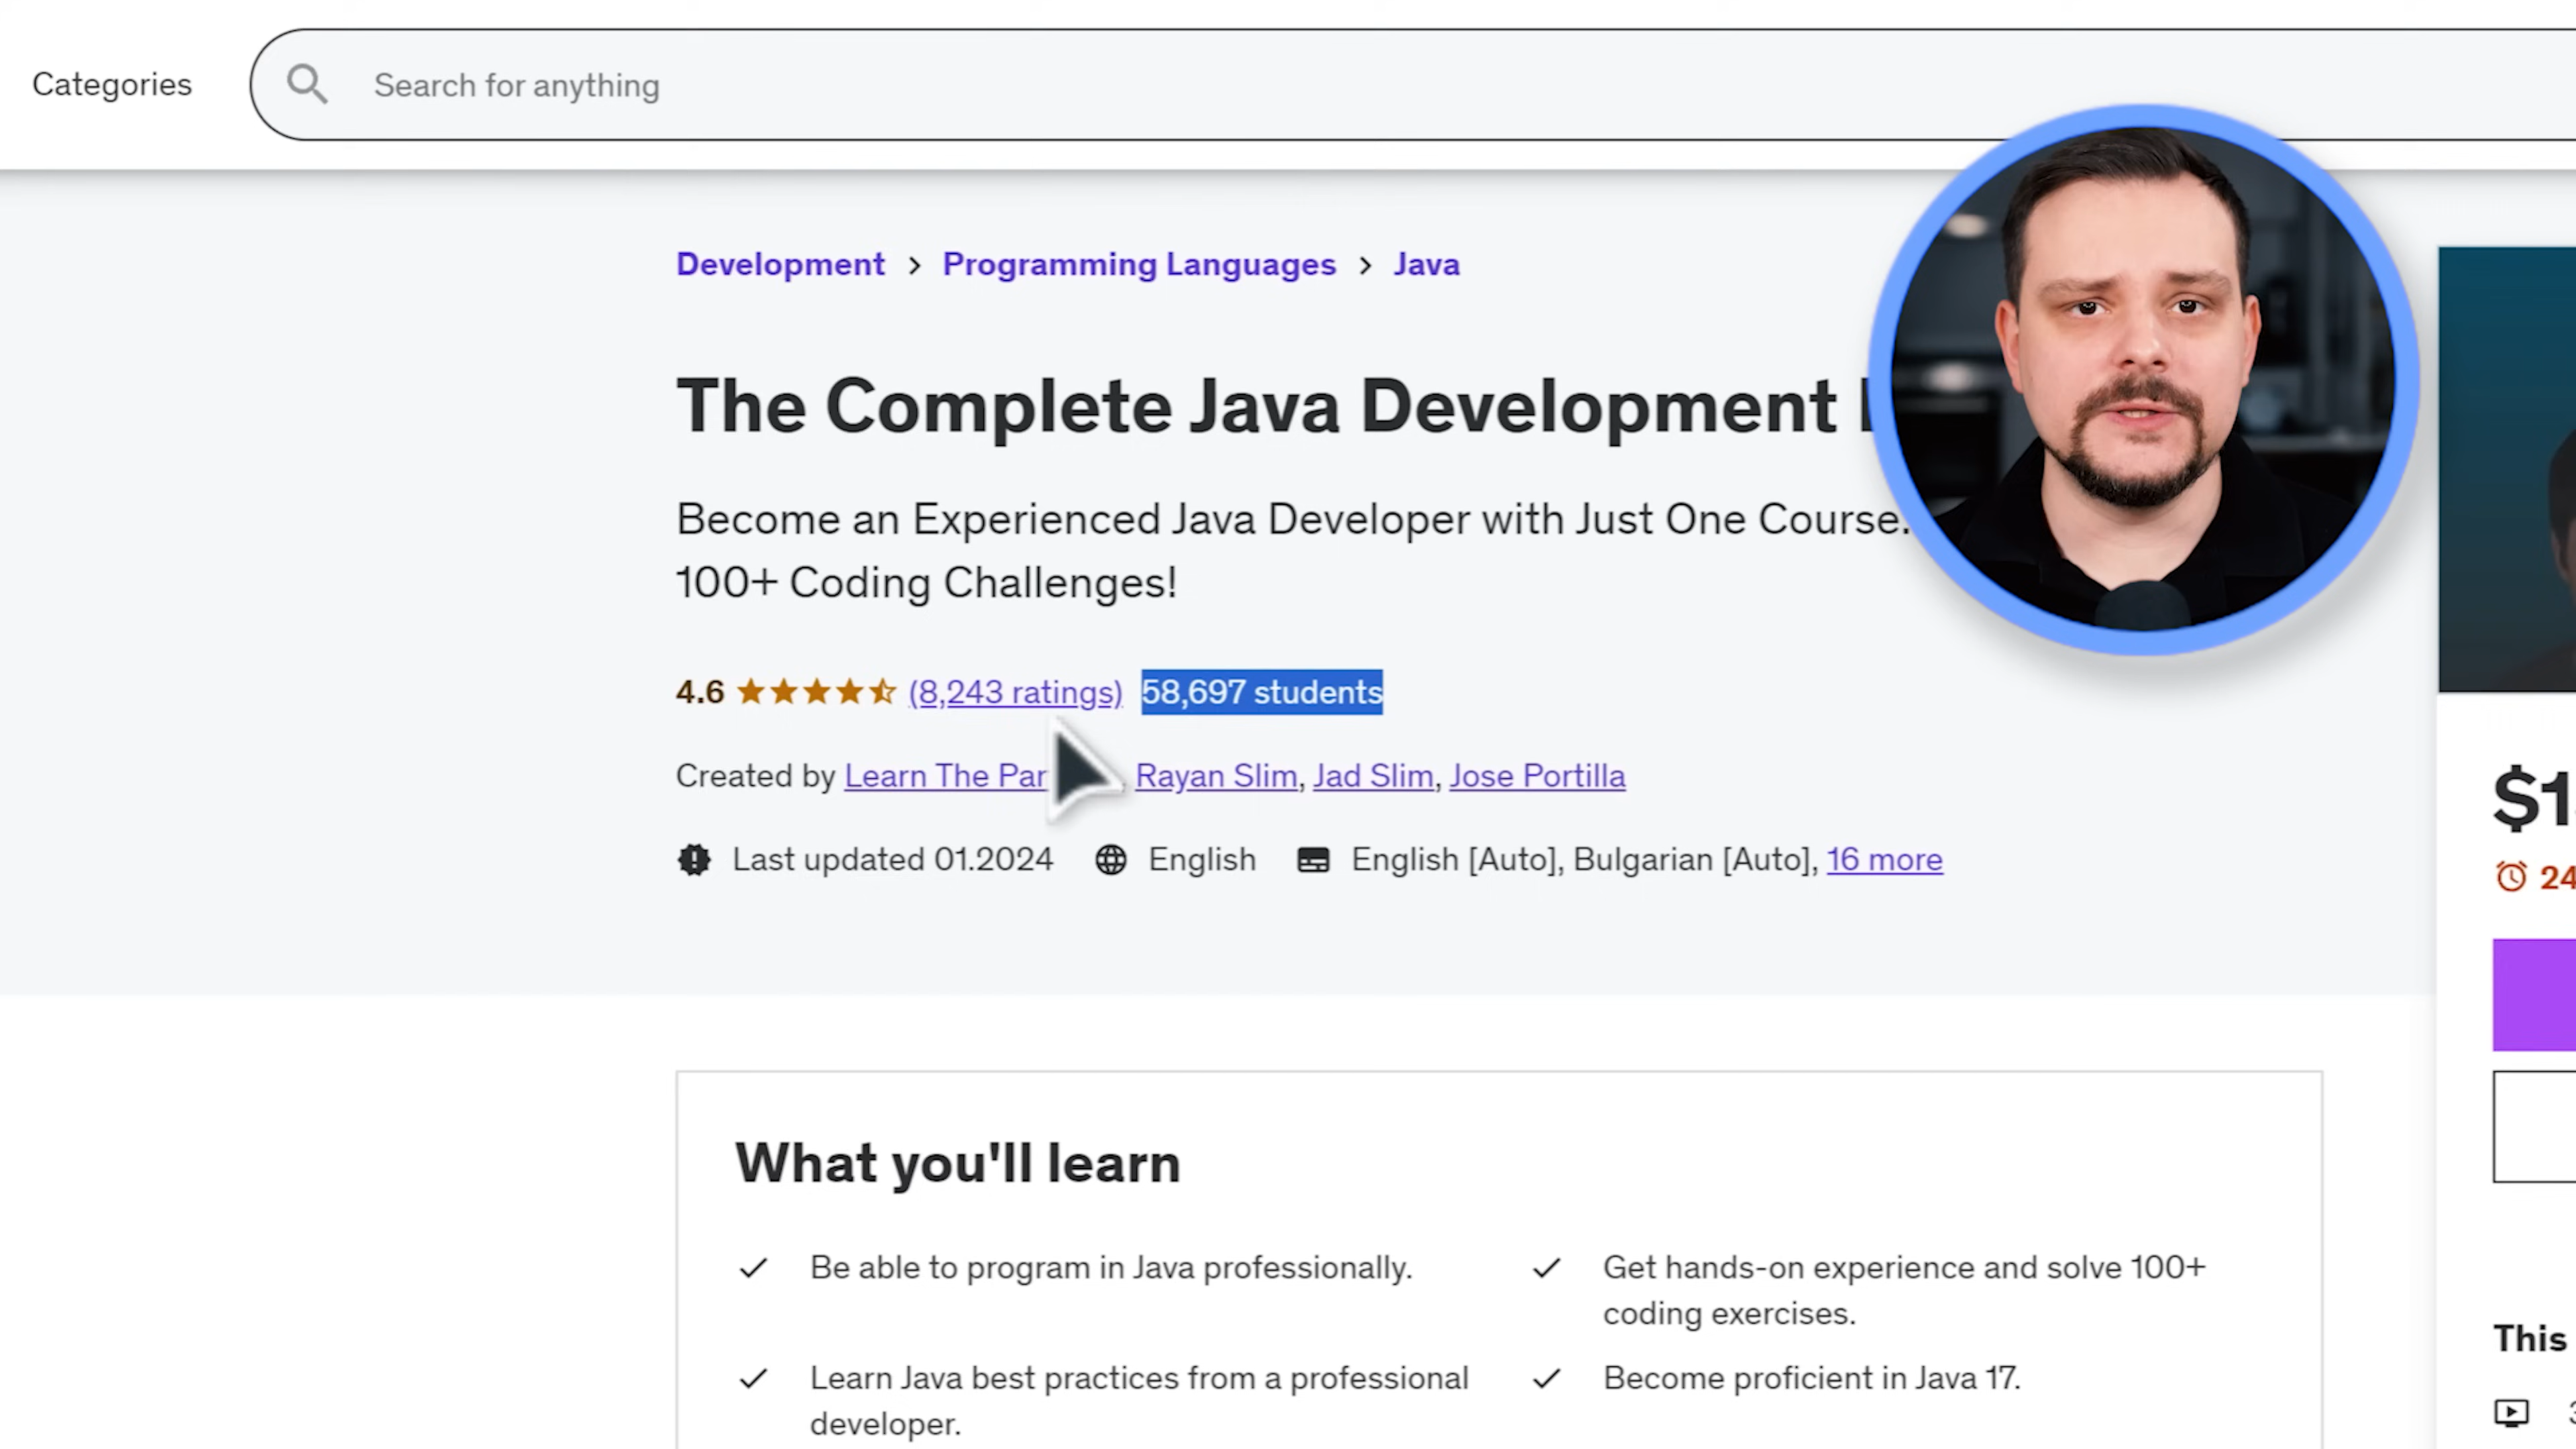 Categories
Search for anything
Development > Programming Languages > Java
The Complete Java Development
Become an Experienced Java Developer with Just One Course.
100+ Coding Challenges!
4.6 (8,243 ratings) 58,697 students
Created by Learn The Par , Rayan Slim, Jad Slim, Jose Portilla
Last updated 01.2024 English English [Auto], Bulgarian [Auto], 16 more
$1
24
What you'll learn
Be able to program in Java professionally.
Get hands-on experience and solve 100+
coding exercises.
Learn Java best practices from a professional
developer.
Become proficient in Java 17.
This